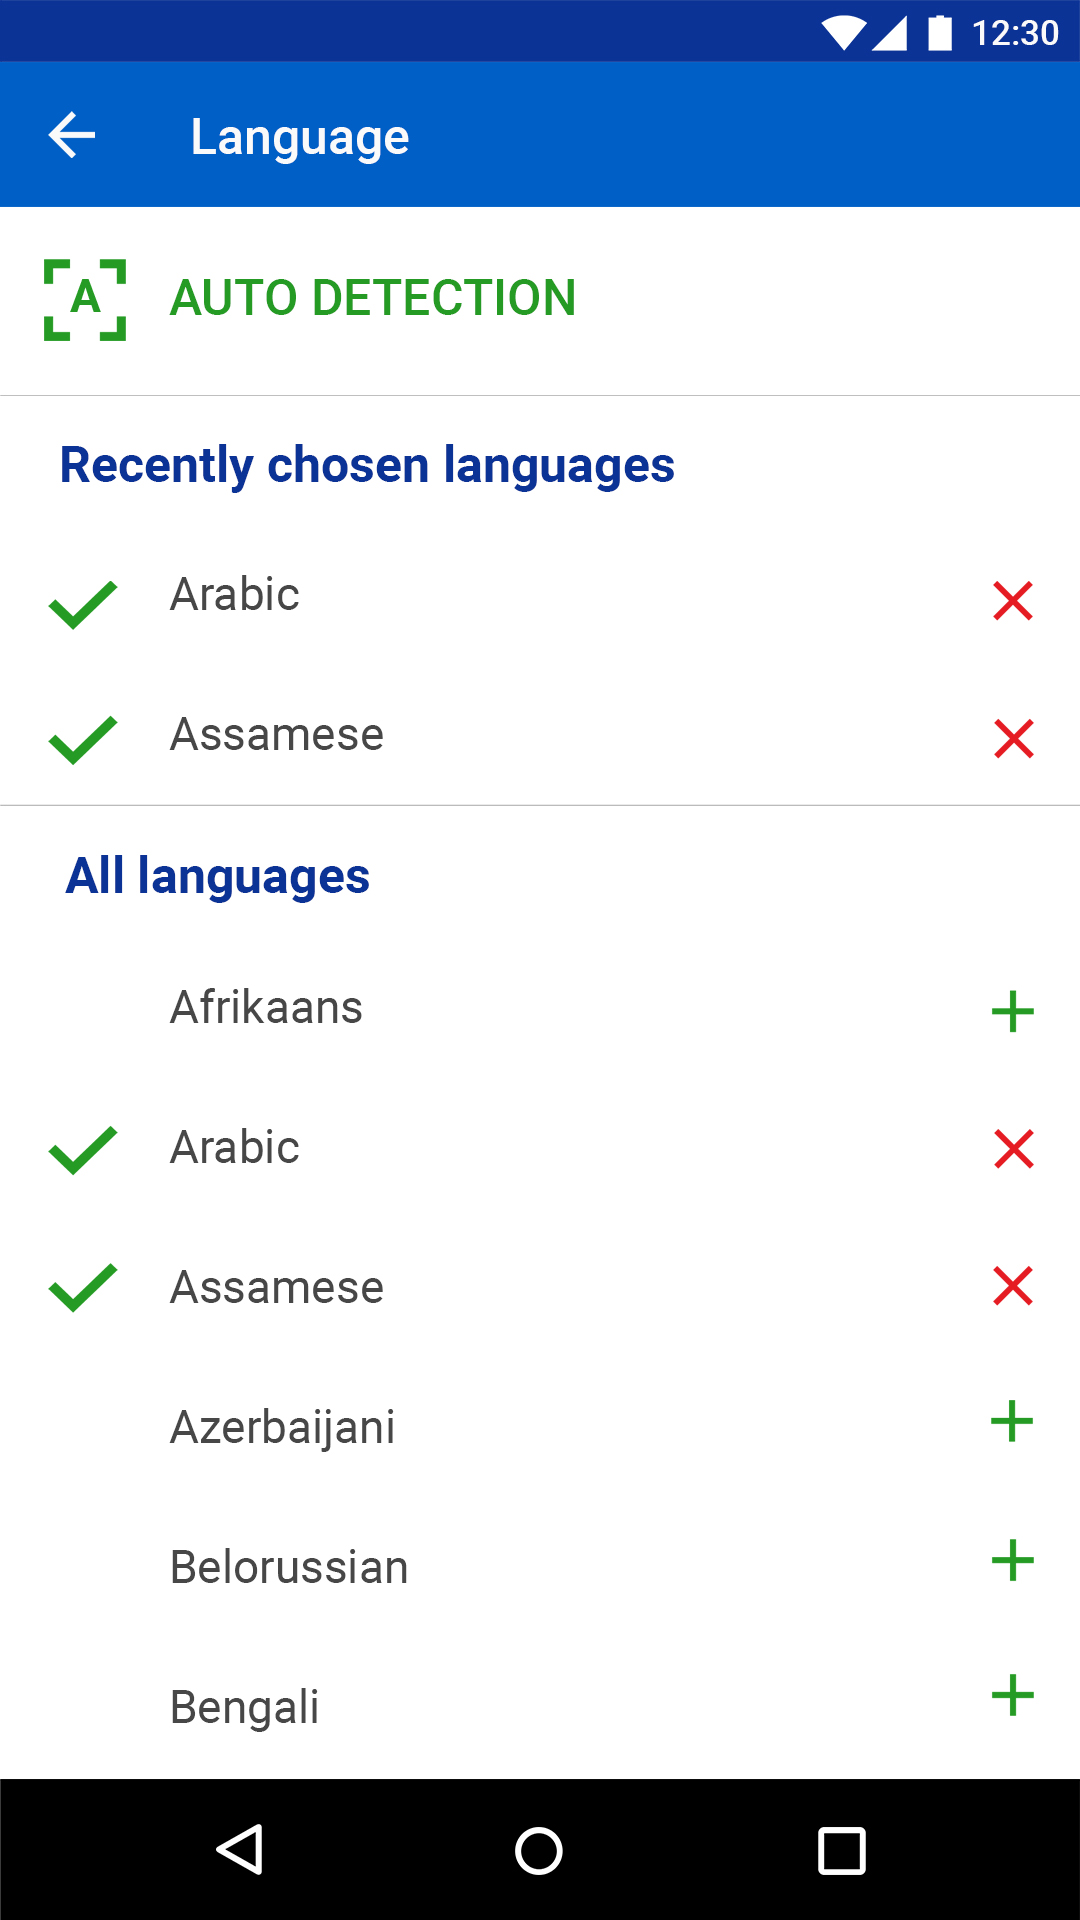 12:30
Language
A AUTO DETECTION
Recently chosen languages
Arabic
Assamese
All languages
Afrikaans
Arabic
Assamese
Azerbaijani
Belorussian
Bengali